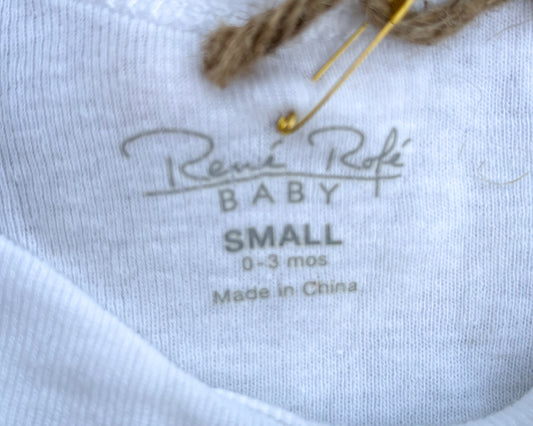 René Rofé
BABY
SMALL
0-3 mos
Made in China